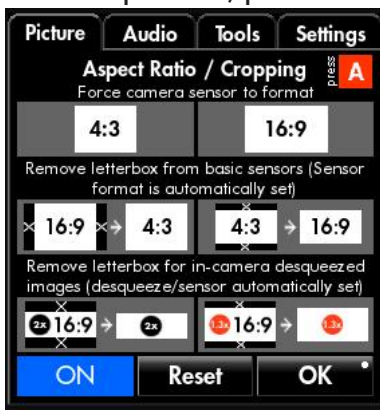 Picture Audio Tools Settings
Aspect Ratio / Cropping press A
Force camera sensor to format
4:3 16:9
Remove letterbox from basic sensors (Sensor
format is automatically set)
16:9 4:3 4:3 16:9
Remove letterbox for in-camera desqueezed
images (desqueeze/sensor automatically set)
2x 16:9 2x 1.3x 16:9 1.3x
ON Reset OK